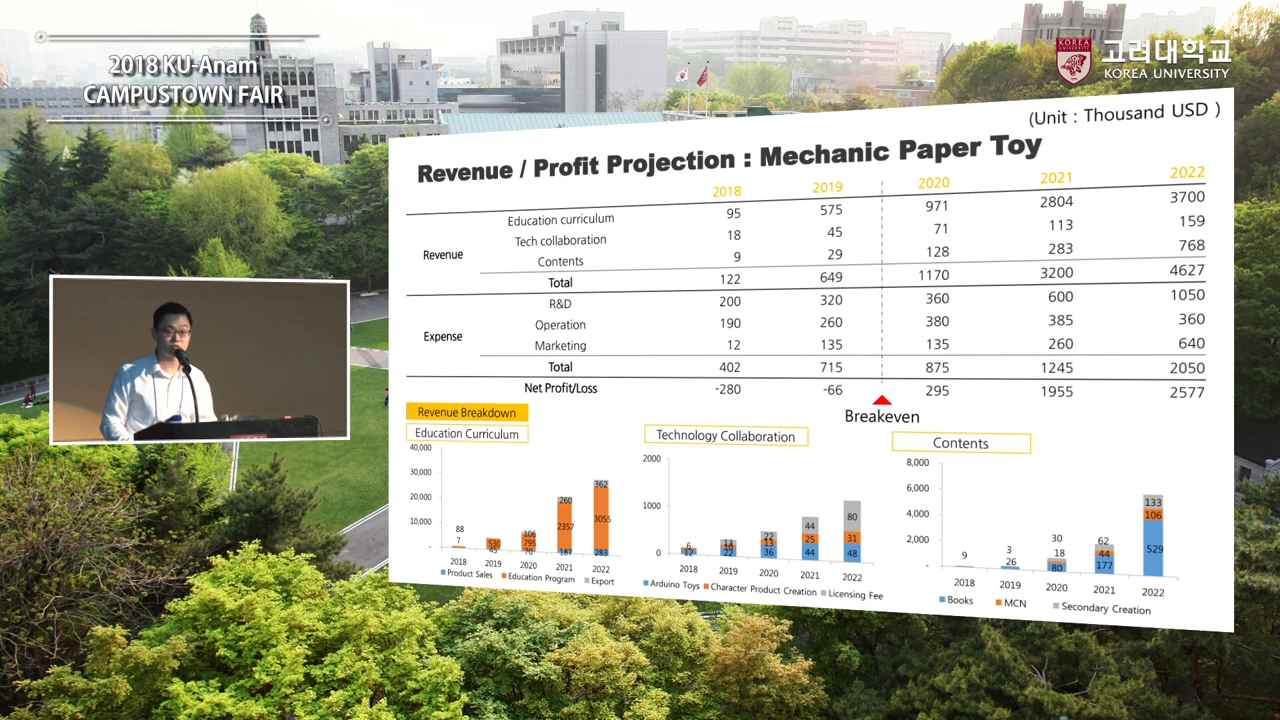 2018 KU-Anam
CAMPUSTOWN FAIR
KOREA
UNIVERSITY
고려대학교
KOREA UNIVERSITY
(Unit : Thousand USD )
Revenue / Profit Projection : Mechanic Paper Toy
2018 2019 2020 2021 2022
Revenue
Education curriculum 95 575 971 2804 3700
Tech collaboration 18 45 71 113 159
Contents 9 29 128 283 768
Total 122 649 1170 3200 4627
Expense
R&D 200 320 360 600 1050
Operation 190 260 380 385 360
Marketing 12 135 135 260 640
Total 402 715 875 1245 2050
Net Profit/Loss -280 -66 295 1955 2577
Breakeven
Revenue Breakdown
Education Curriculum
40,000
30,000
20,000
10,000
-
88
7
530
45
106
795
70
260
2357
187
362
3055
283
2018 2019 2020 2021 2022
Product Sales Education Program Export
Technology Collaboration
2000
1000
0
6
12
13
22
22
13
36
44
25
44
80
31
48
2018 2019 2020 2021 2022
Arduino Toys Character Product Creation Licensing Fee
Contents
8,000
6,000
4,000
2,000
-
9
3
26
30
18
80
62
44
177
133
106
529
2018 2019 2020 2021 2022
Books MCN Secondary Creation